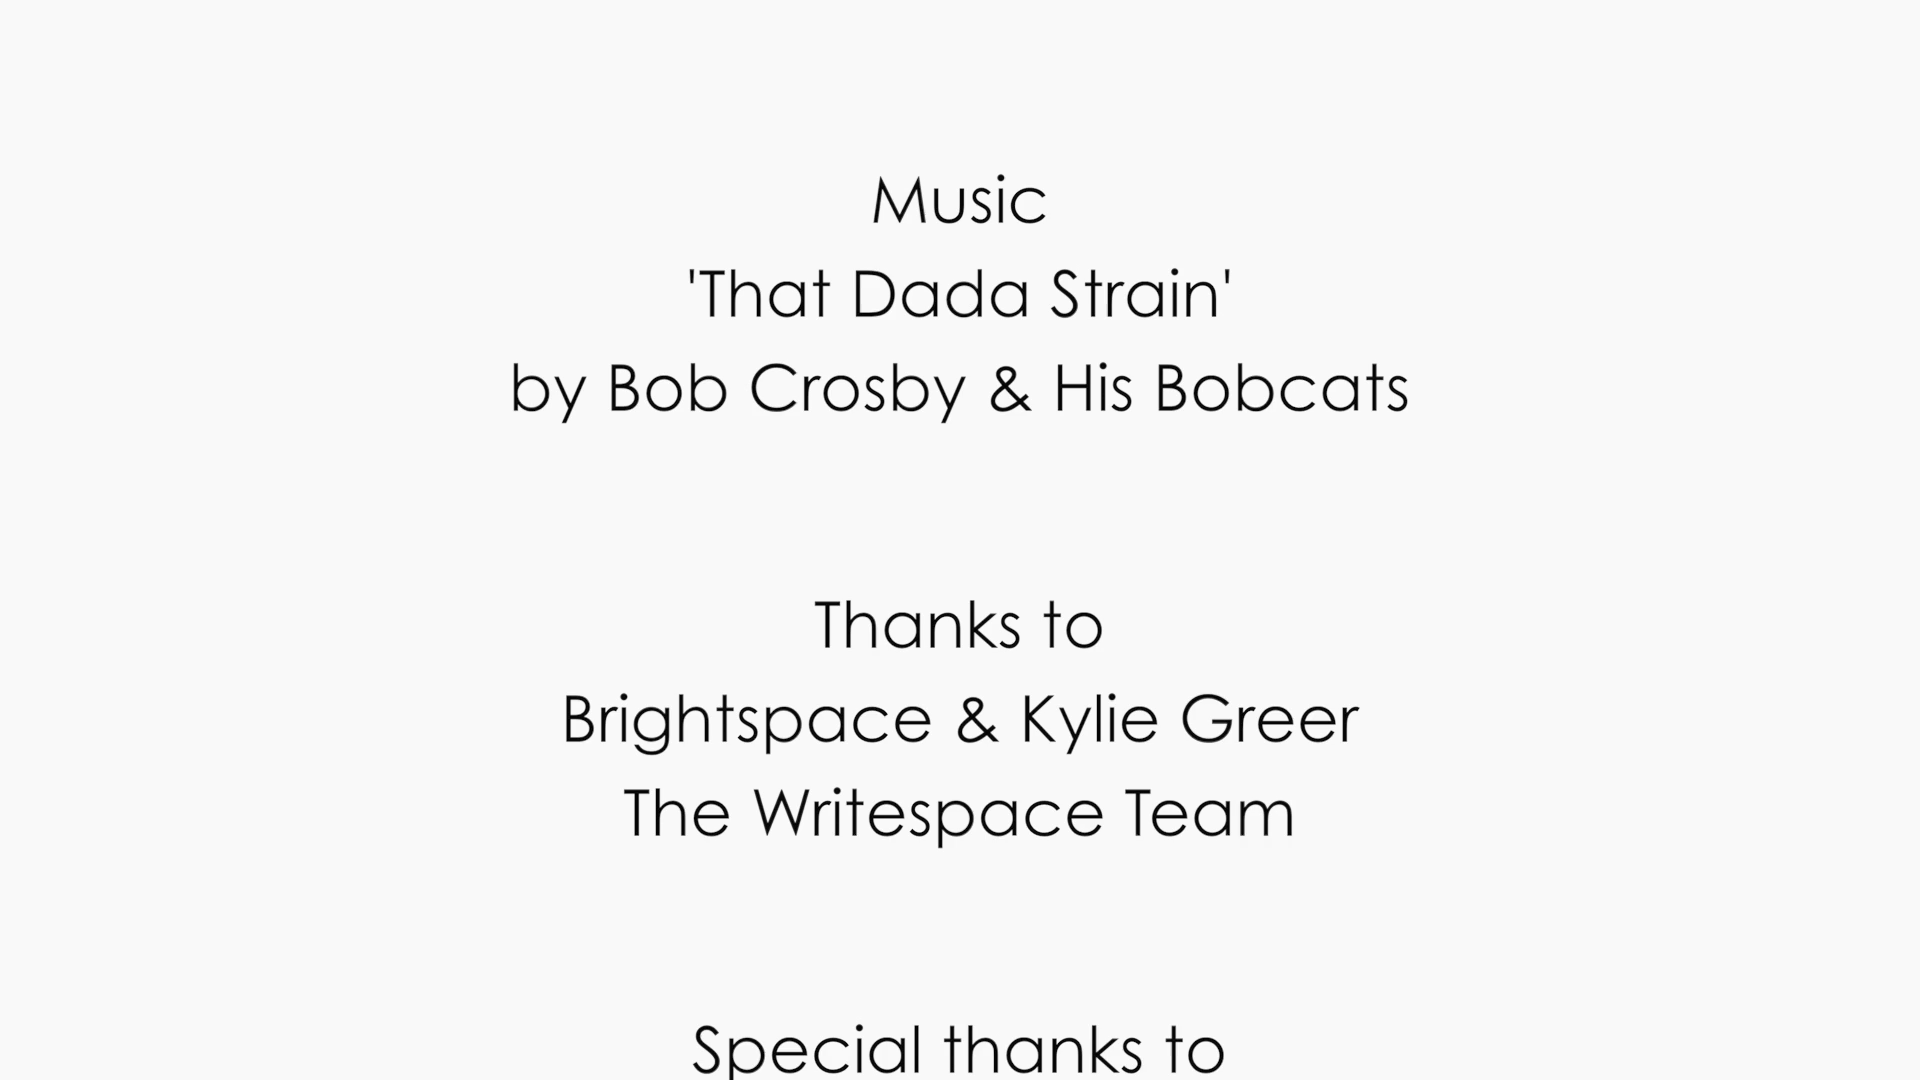 Music
'That Dada Strain'
by Bob Crosby & His Bobcats
Thanks to
Brightspace & Kylie Greer
The Writespace Team
Special thanks to